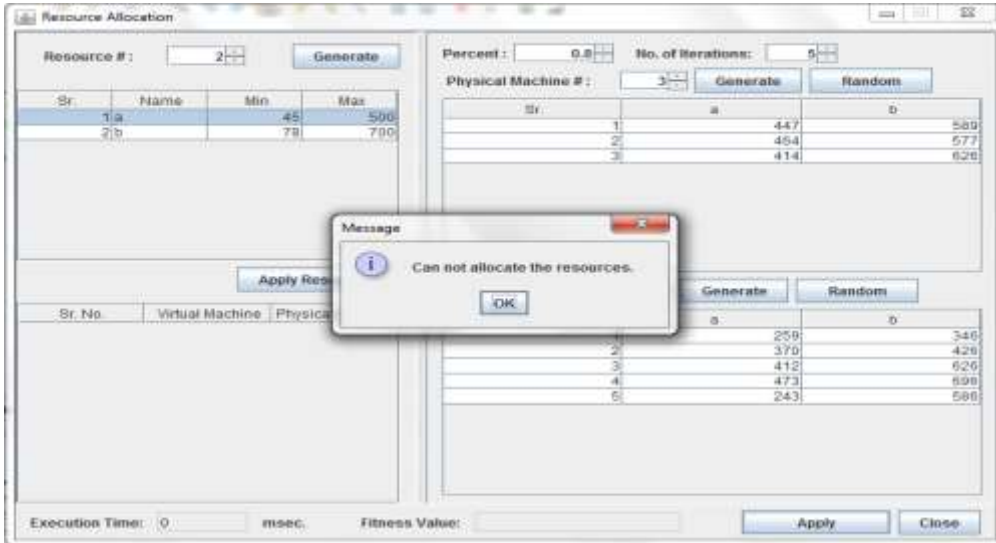 Resource Allocation
Resource # : 2 Generate
Sr. Name Min Max
1 a 45 500
2 b 78 700
Percent : 0.8 No. of Iterations: 5
Physical Machine # : 3 Generate Random
Sr. a b
1 447 589
2 454 577
3 414 626
Message
Can not allocate the resources.
OK
Apply
Generate Random
Sr. No. Virtual Machine
a b
259 346
2 370 426
3 412 626
4 473 698
5 243 586
Execution Time: 0 msec. Fitness Value: Apply Close